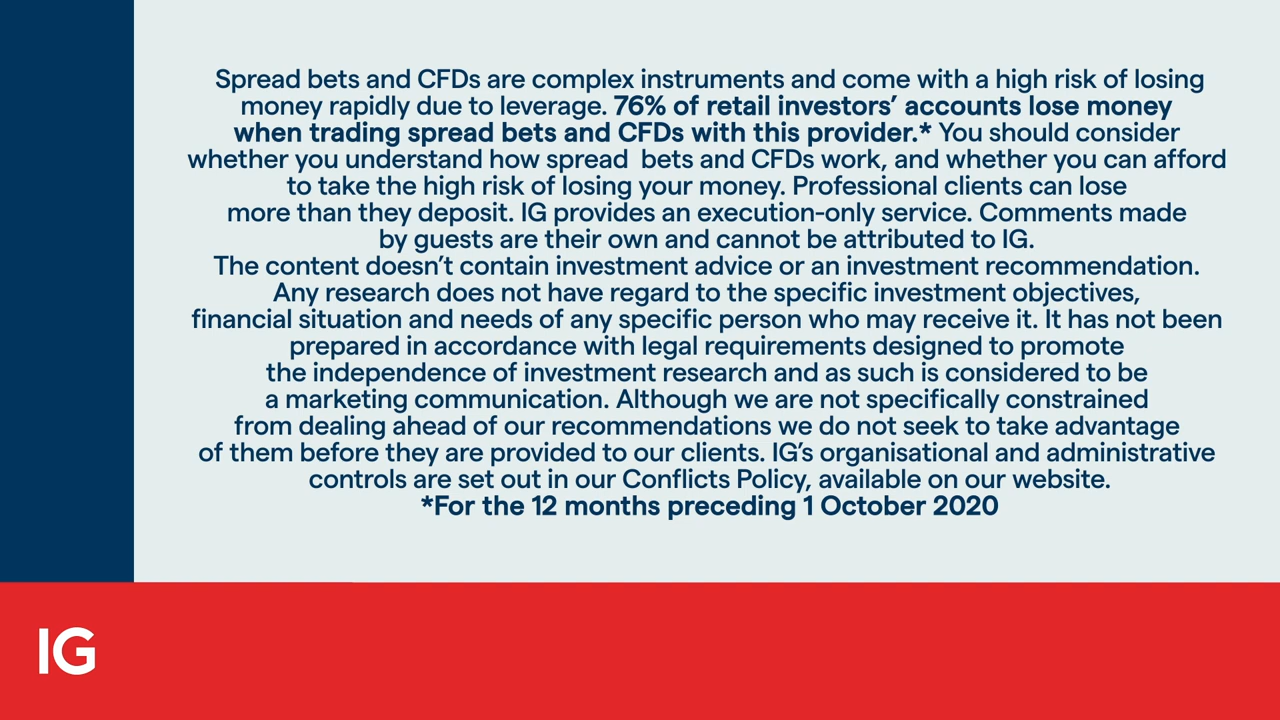 Spread bets and CFDs are complex instruments and come with a high risk of losing
money rapidly due to leverage. 76% of retail investors’ accounts lose money
when trading spread bets and CFDs with this provider.* You should consider
whether you understand how spread  bets and CFDs work, and whether you can afford
to take the high risk of losing your money. Professional clients can lose
more than they deposit. IG provides an execution-only service. Comments made
by guests are their own and cannot be attributed to IG.
The content doesn’t contain investment advice or an investment recommendation.
Any research does not have regard to the specific investment objectives,
financial situation and needs of any specific person who may receive it. It has not been
prepared in accordance with legal requirements designed to promote
the independence of investment research and as such is considered to be
a marketing communication. Although we are not specifically constrained
from dealing ahead of our recommendations we do not seek to take advantage
of them before they are provided to our clients. IG’s organisational and administrative
controls are set out in our Conflicts Policy, available on our website.
*For the 12 months preceding 1 October 2020
IG